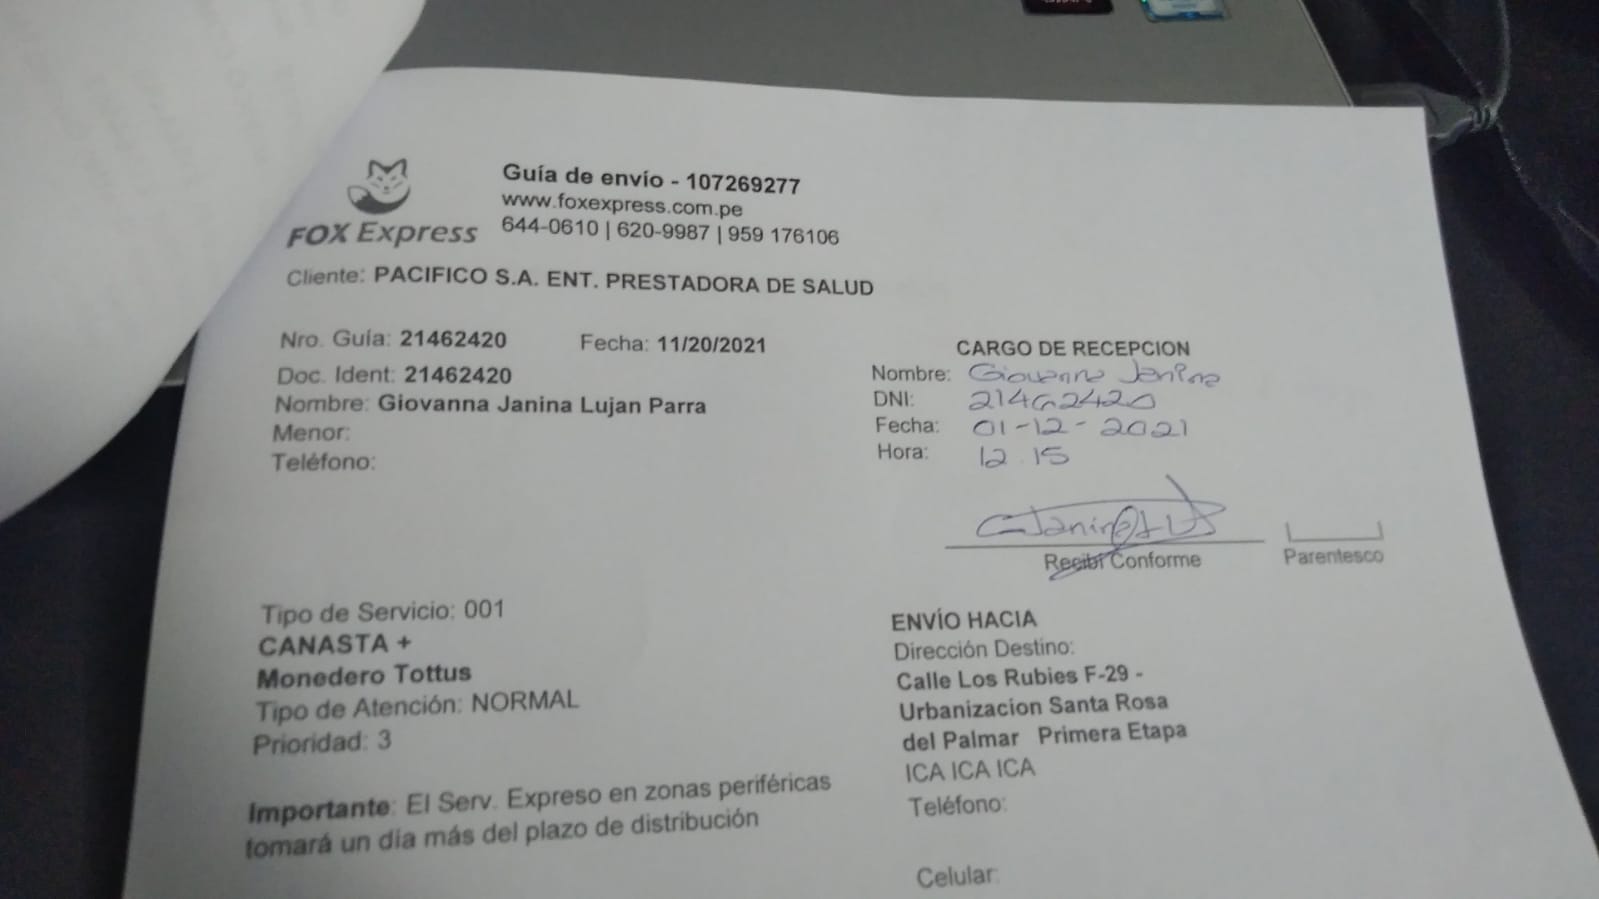 Guía de envío - 107269277
www.foxexpress.com.pe
644-0610 | 620-9987 | 959 176106
FOX Express
Cliente: PACIFICO S.A. ENT. PRESTADORA DE SALUD
Nro. Guía: 21462420 Fecha: 11/20/2021
Doc. Ident: 21462420
Nombre: Giovanna Janina Lujan Parra
Menor:
Teléfono:
CARGO DE RECEPCION
Nombre: Giovanna Janina
DNI: 21462420
Fecha: 01-12-2021
Hora: 12.15
Recibí Conforme
Parentesco
Tipo de Servicio: 001
CANASTA +
Monedero Tottus
Tipo de Atención: NORMAL
Prioridad: 3
Importante: El Serv. Expreso en zonas periféricas
tomará un día más del plazo de distribución
ENVÍO HACIA
Dirección Destino:
Calle Los Rubies F-29 -
Urbanizacion Santa Rosa
del Palmar Primera Etapa
ICA ICA ICA
Teléfono:
Celular: